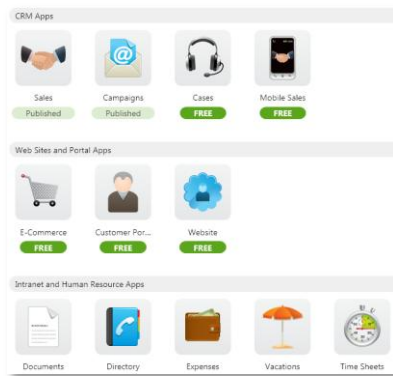 CRM Apps
Sales Campaigns Cases Mobile Sales
Published Published FREE FREE
Web Sites and Portal Apps
E-Commerce Customer Por... Website
FREE FREE FREE
Intranet and Human Resource Apps
Documents Directory Expenses Vacations Time Sheets